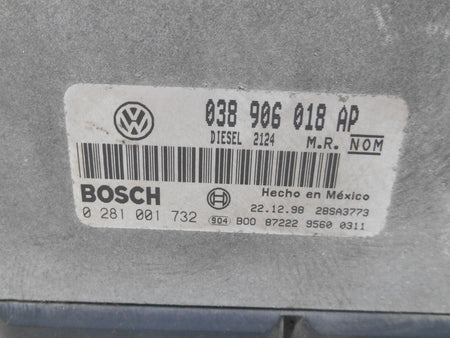 038 906 018 AP
DIESEL 2124 M.R. NOM
BOSCH
Hecho en México
0 281 001 732
22.12.98 28SA3773
904 B00 87222 9560 0311